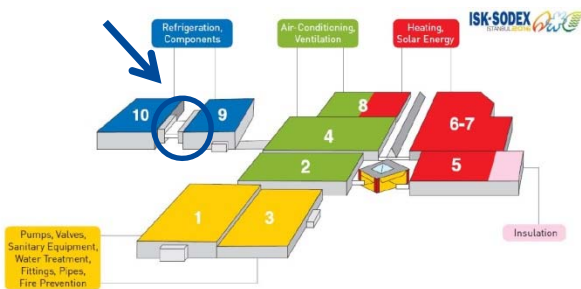 Refrigeration,
Components
Air-Conditioning,
Ventilation
Heating,
Solar Energy
ISK-SODEX
ISTANBUL
10
9
8
4
6-7
2
5
1
3
Pumps, Valves,
Sanitary Equipment,
Water Treatment,
Fittings, Pipes,
Fire Prevention
Insulation